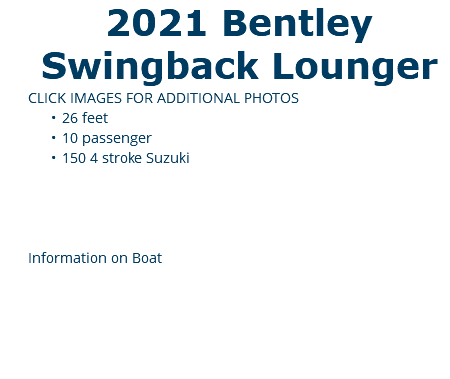 2021 Bentley
Swingback Lounger
CLICK IMAGES FOR ADDITIONAL PHOTOS
• 26 feet
• 10 passenger
• 150 4 stroke Suzuki
Information on Boat